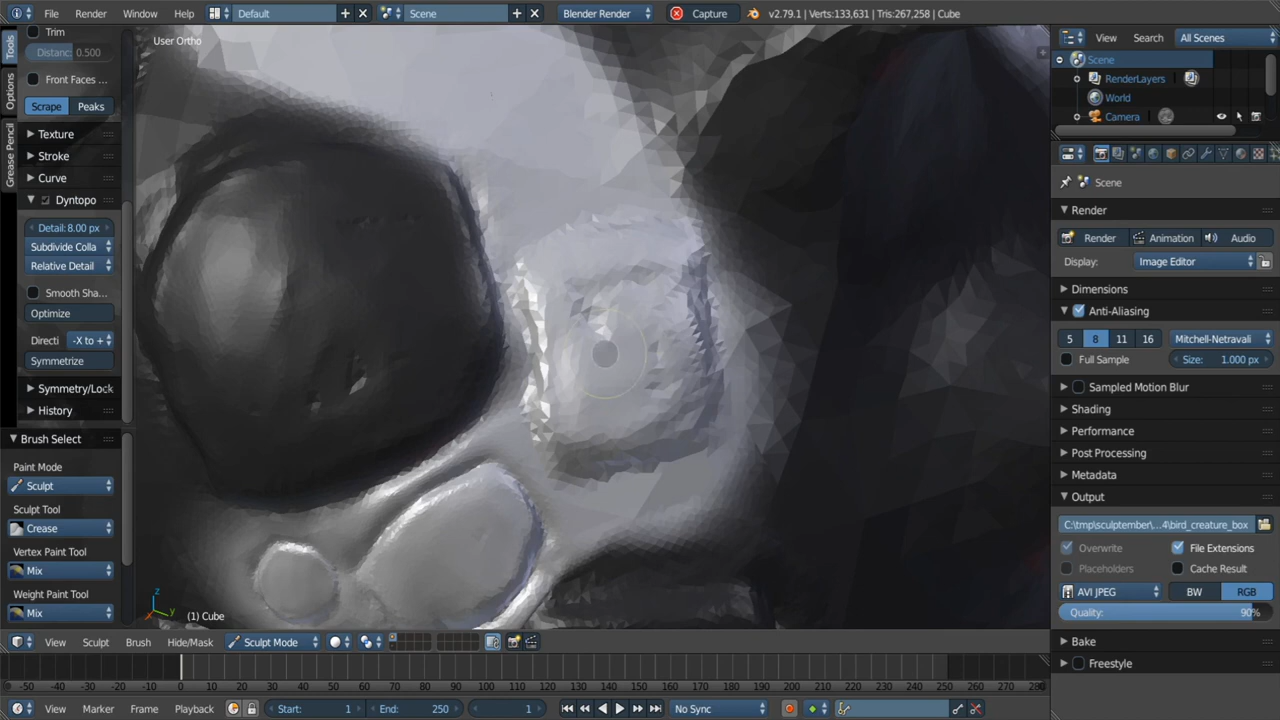 File Render Window Help Default Scene Blender Render Capture v2.79.1 | Verts:133,631 | Tris:267,258 | Cube
Tools
Options
Grease Pencil
Trim
Distanc: 0.500
Front Faces ...
Scrape Peaks
Texture
Stroke
Curve
Dyntopo
Detail: 8.00 px
Subdivide Colla
Relative Detail
Smooth Sha...
Optimize
Directi -X to +
Symmetrize
Symmetry/Lock
History
Brush Select
Paint Mode
Sculpt
Sculpt Tool
Crease
Vertex Paint Tool
Mix
Weight Paint Tool
Mix
User Ortho
z
y
x
(1) Cube
View Sculpt Brush Hide/Mask Sculpt Mode
-50 -40 -30 -20 -10 0 10 20 30 40 50 60 70 80 90 100 110 120 130 140 150 160 170 180 190 200 210 220 230 240 250 260 270 280
View Marker Frame Playback Start: 1 End: 250 1 No Sync
View Search All Scenes
Scene
RenderLayers
World
Camera
Scene
Render
Render Animation Audio
Display: Image Editor
Dimensions
Anti-Aliasing
5 8 11 16 Mitchell-Netravali
Full Sample Size: 1.000 px
Sampled Motion Blur
Shading
Performance
Post Processing
Metadata
Output
C:\tmp\sculptember\...4\bird_creature_box
Overwrite File Extensions
Placeholders Cache Result
AVI JPEG BW RGB
Quality: 90%
Bake
Freestyle